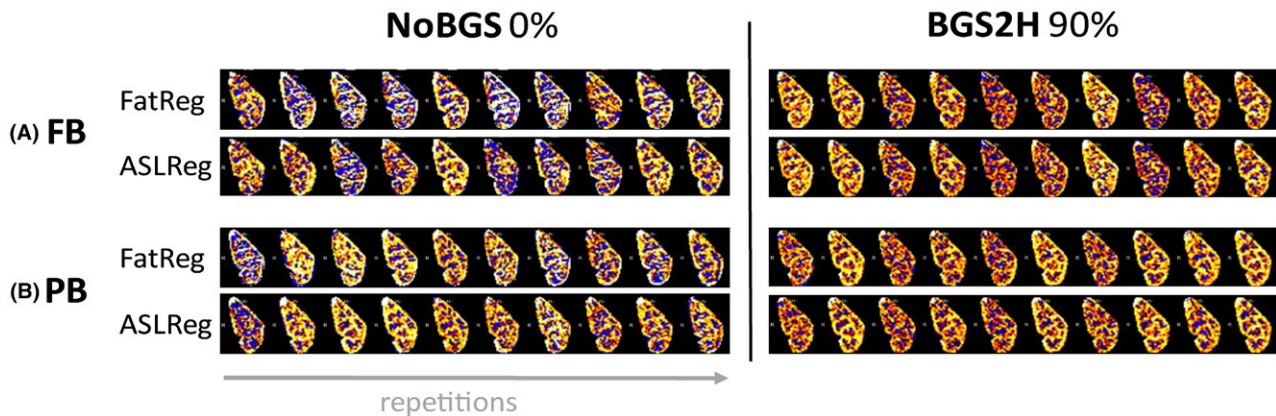 NoBGS 0%
BGS2H 90%
(A) FB
FatReg
ASLReg
(B) PB
FatReg
ASLReg
repetitions